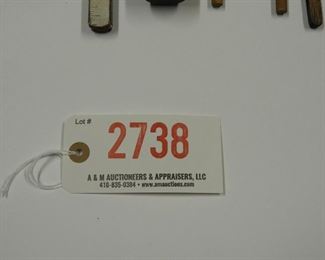 Lot #
2738
A & M AUCTIONEERS & APPRAISERS, LLC
410-835-0384 • www.amauctions.com